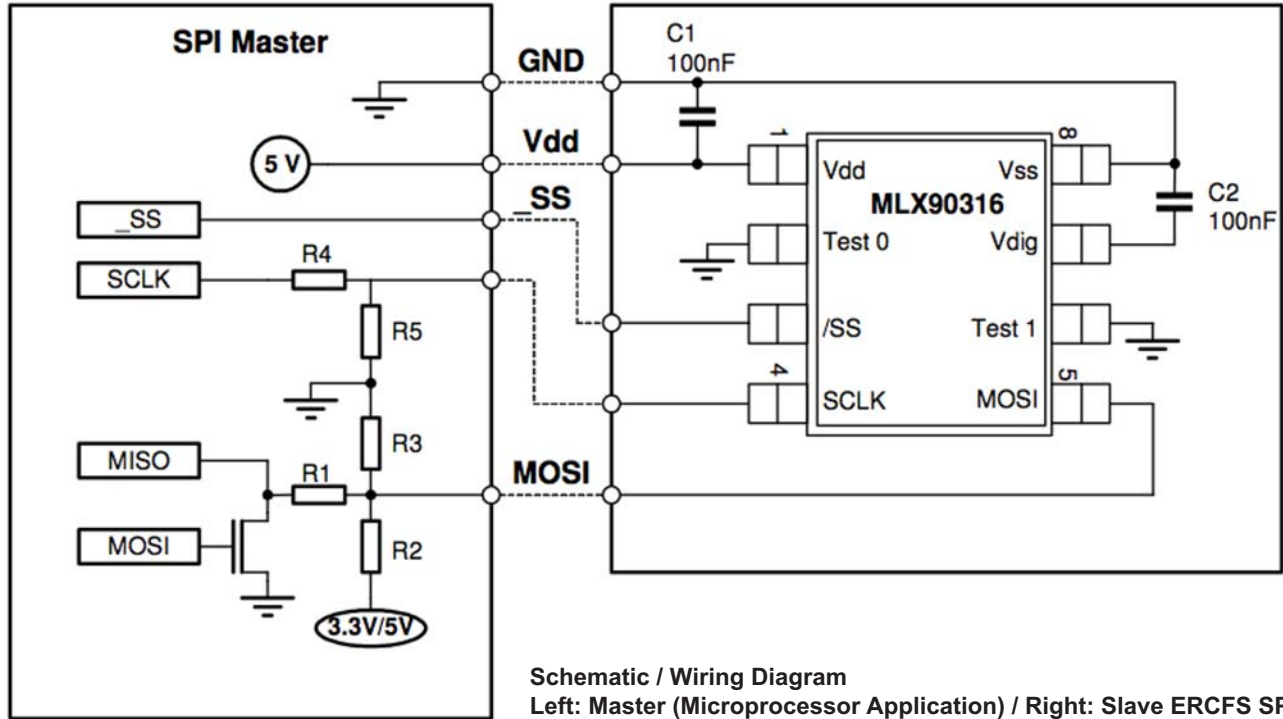 SPI Master
GND
5 V
Vdd
_SS
_SS
SCLK
R4
R5
R3
MISO
R1
MOSI
MOSI
R2
3.3V/5V
C1
100nF
1
8
Vdd
Vss
MLX90316
C2
100nF
Test 0
Vdig
/SS
Test 1
4
5
SCLK
MOSI
Schematic / Wiring Diagram
Left: Master (Microprocessor Application) / Right: Slave ERCFS SP